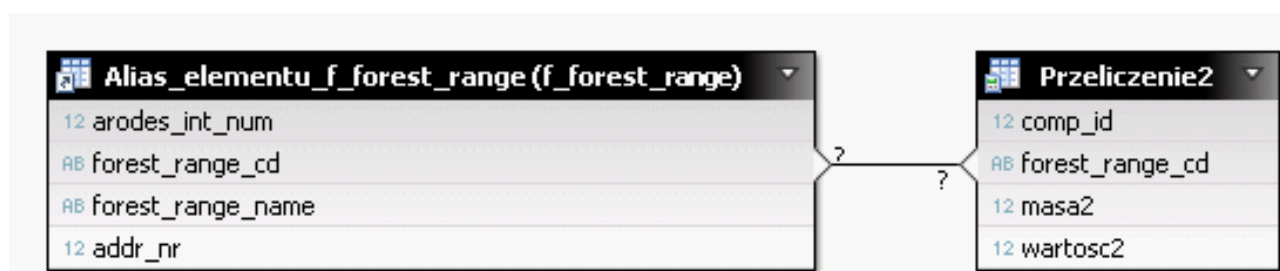 Alias_elementu_f_forest_range (f_forest_range)
12 arodes_int_num
AB forest_range_cd
AB forest_range_name
12 addr_nr
?
?
Przeliczenie2
12 comp_id
AB forest_range_cd
12 masa2
12 wartosc2